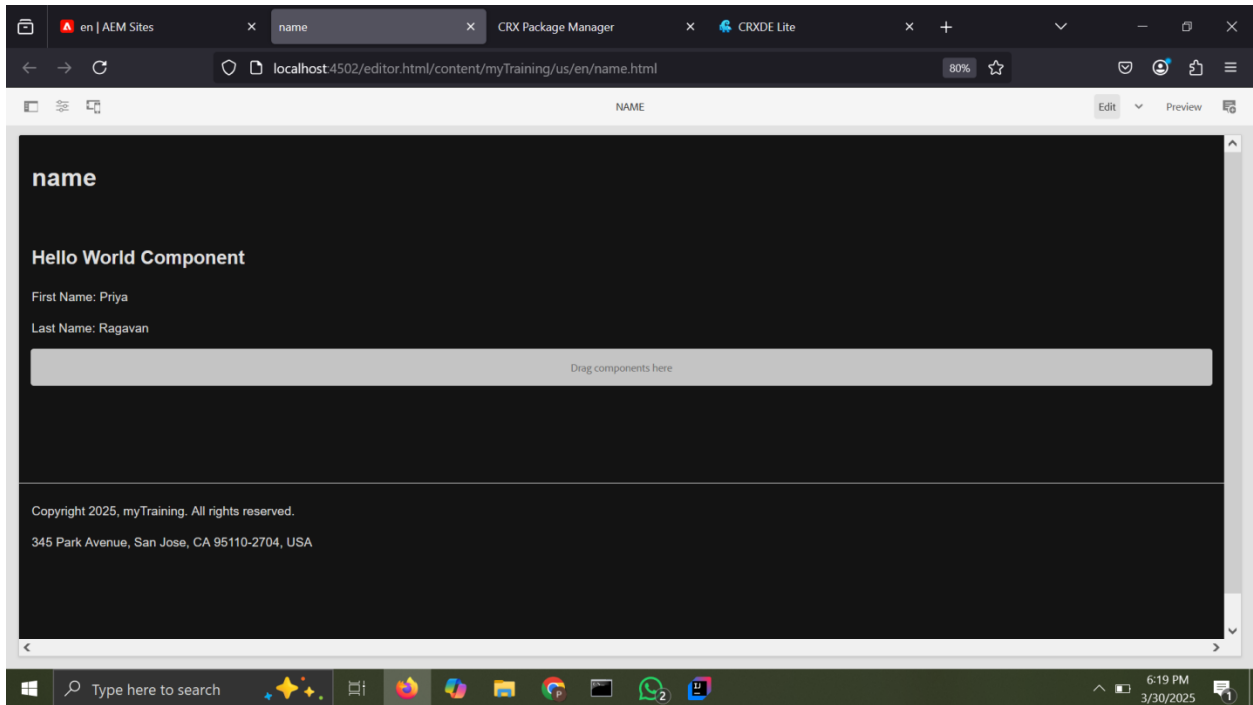 en | AEM Sites
name
CRX Package Manager
CRXDE Lite
localhost:4502/editor.html/content/myTraining/us/en/name.html
80%
NAME
Edit
Preview
name
Hello World Component
First Name: Priya
Last Name: Ragavan
Drag components here
Copyright 2025, myTraining. All rights reserved.
345 Park Avenue, San Jose, CA 95110-2704, USA
Type here to search
2
6:19 PM
3/30/2025
1